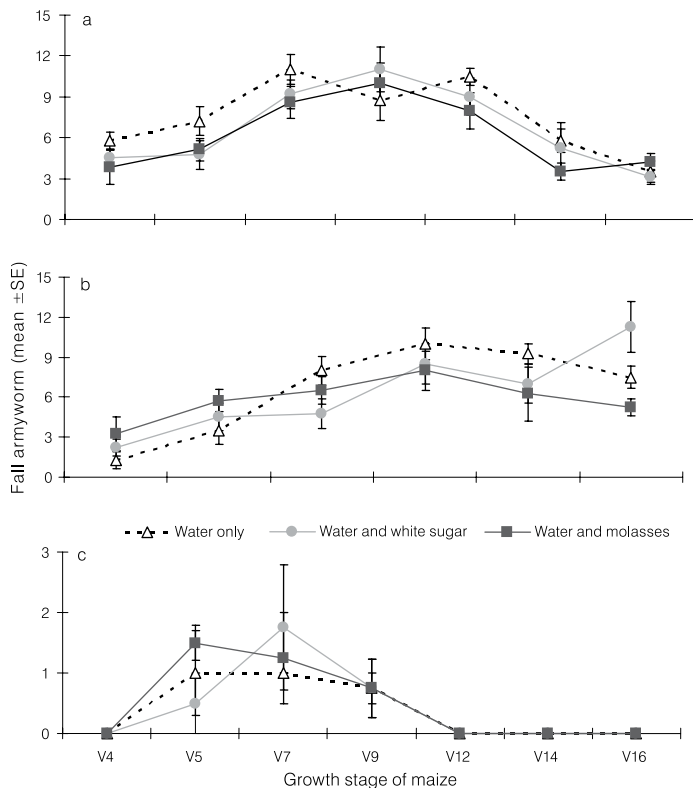 a
15
12
9
6
3
0
b
15
12
9
6
3
0
Fall armyworm (mean ±SE)
Water only Water and white sugar Water and molasses
c
3
2
1
0
V4 V5 V7 V9 V12 V14 V16
Growth stage of maize